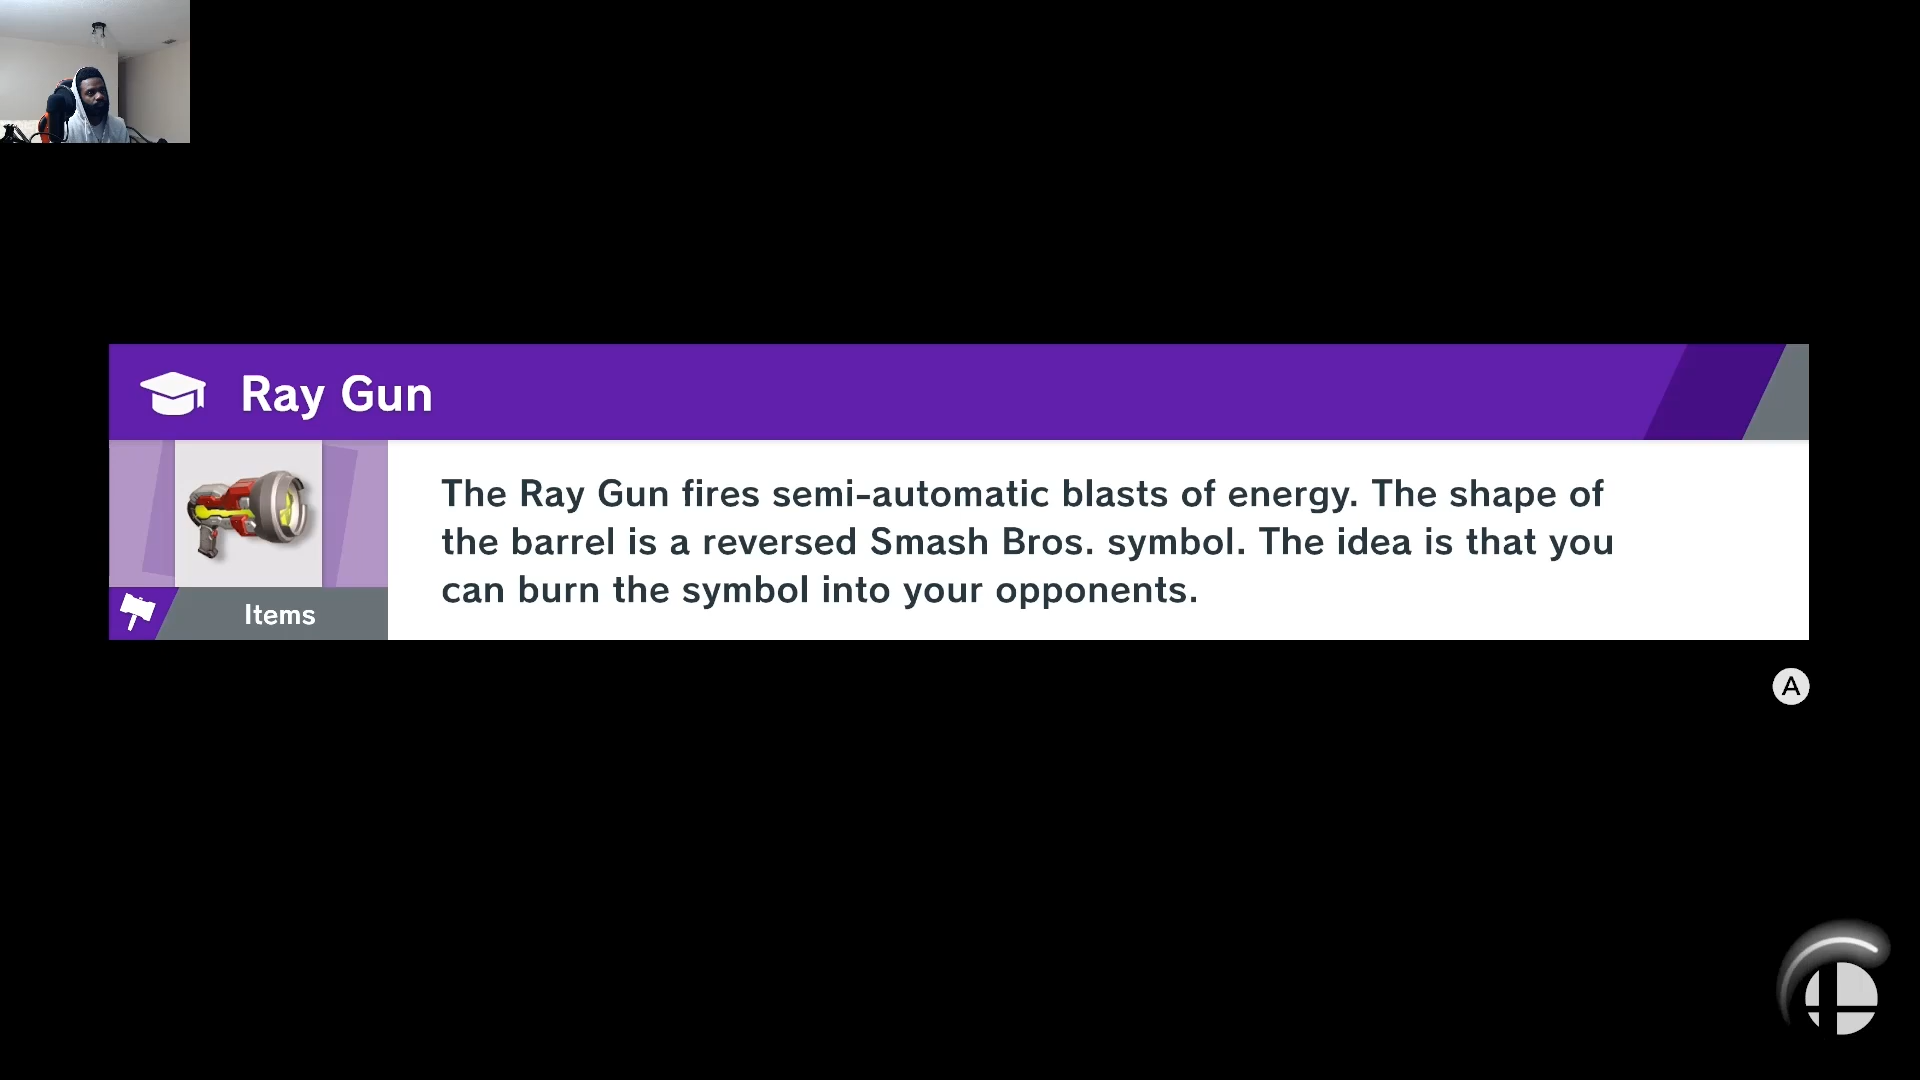 Ray Gun
The Ray Gun fires semi-automatic blasts of energy. The shape of
the barrel is a reversed Smash Bros. symbol. The idea is that you
can burn the symbol into your opponents.
Items
A